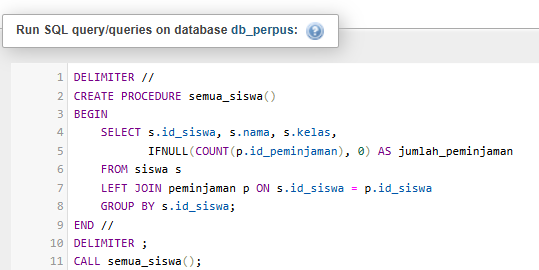 Run SQL query/queries on database db_perpus:
1 DELIMITER //
2 CREATE PROCEDURE semua_siswa()
3 BEGIN
4     SELECT s.id_siswa, s.nama, s.kelas,
5            IFNULL(COUNT(p.id_peminjaman), 0) AS jumlah_peminjaman
6     FROM siswa s
7     LEFT JOIN peminjaman p ON s.id_siswa = p.id_siswa
8     GROUP BY s.id_siswa;
9 END //
10 DELIMITER ;
11 CALL semua_siswa();